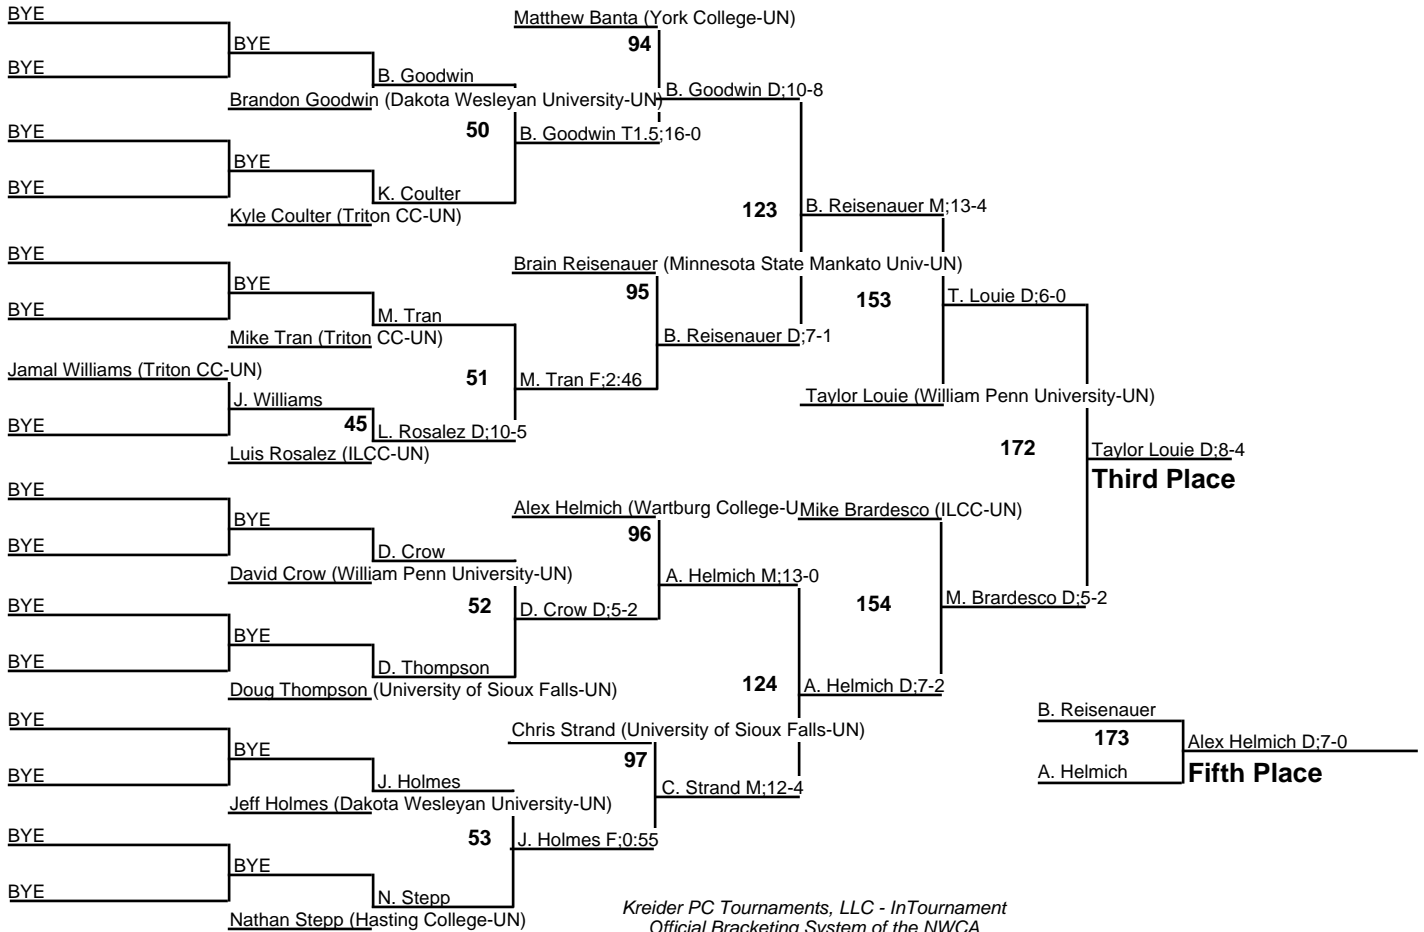 BYE
Matthew Banta (York College-UN)
BYE
94
BYE
B. Goodwin
B. Goodwin D;10-8
Brandon Goodwin (Dakota Wesleyan University-UN)
BYE
50
B. Goodwin T1.5;16-0
BYE
BYE
K. Coulter
123
B. Reisenauer M;13-4
Kyle Coulter (Triton CC-UN)
BYE
Brain Reisenauer (Minnesota State Mankato Univ-UN)
BYE
95
153
T. Louie D;6-0
BYE
M. Tran
Mike Tran (Triton CC-UN)
B. Reisenauer D;7-1
Jamal Williams (Triton CC-UN)
51
M. Tran F;2:46
J. Williams
Taylor Louie (William Penn University-UN)
BYE
45
L. Rosalez D;10-5
Luis Rosalez (ILCC-UN)
172
Taylor Louie D;8-4
Third Place
BYE
Alex Helmich (Wartburg College-U
Mike Brardesco (ILCC-UN)
BYE
96
BYE
D. Crow
David Crow (William Penn University-UN)
A. Helmich M;13-0
BYE
52
D. Crow D;5-2
154
M. Brardesco D;5-2
BYE
BYE
D. Thompson
Doug Thompson (University of Sioux Falls-UN)
124
A. Helmich D;7-2
BYE
Chris Strand (University of Sioux Falls-UN)
B. Reisenauer
BYE
97
173
Alex Helmich D;7-0
BYE
J. Holmes
C. Strand M;12-4
A. Helmich
Fifth Place
Jeff Holmes (Dakota Wesleyan University-UN)
BYE
53
J. Holmes F;0:55
BYE
BYE
N. Stepp
Nathan Stepp (Hasting College-UN)
Kreider PC Tournaments, LLC - InTournament
Official Bracketing System of the NWCA